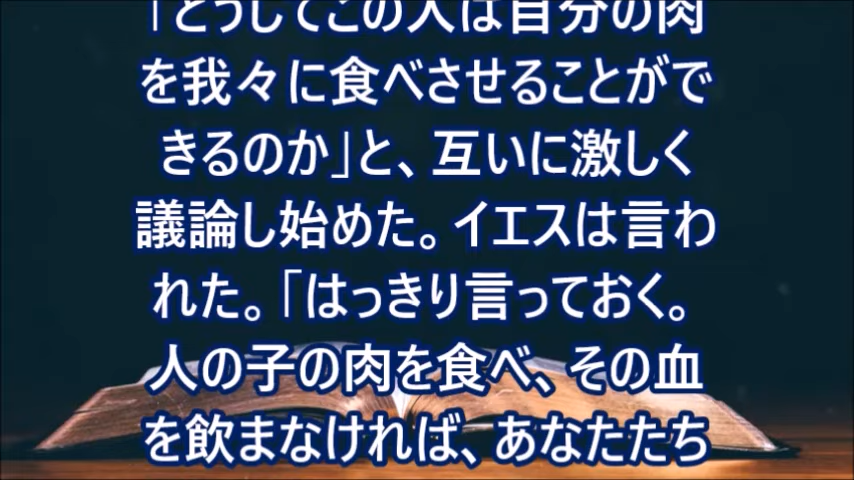 「どうしてこの人は自分の肉
を我々に食べさせることがで
きるのか」と、互いに激しく
議論し始めた。イエスは言わ
れた。「はっきり言っておく。
人の子の肉を食べ、その血
を飲まなければ、あなたたち